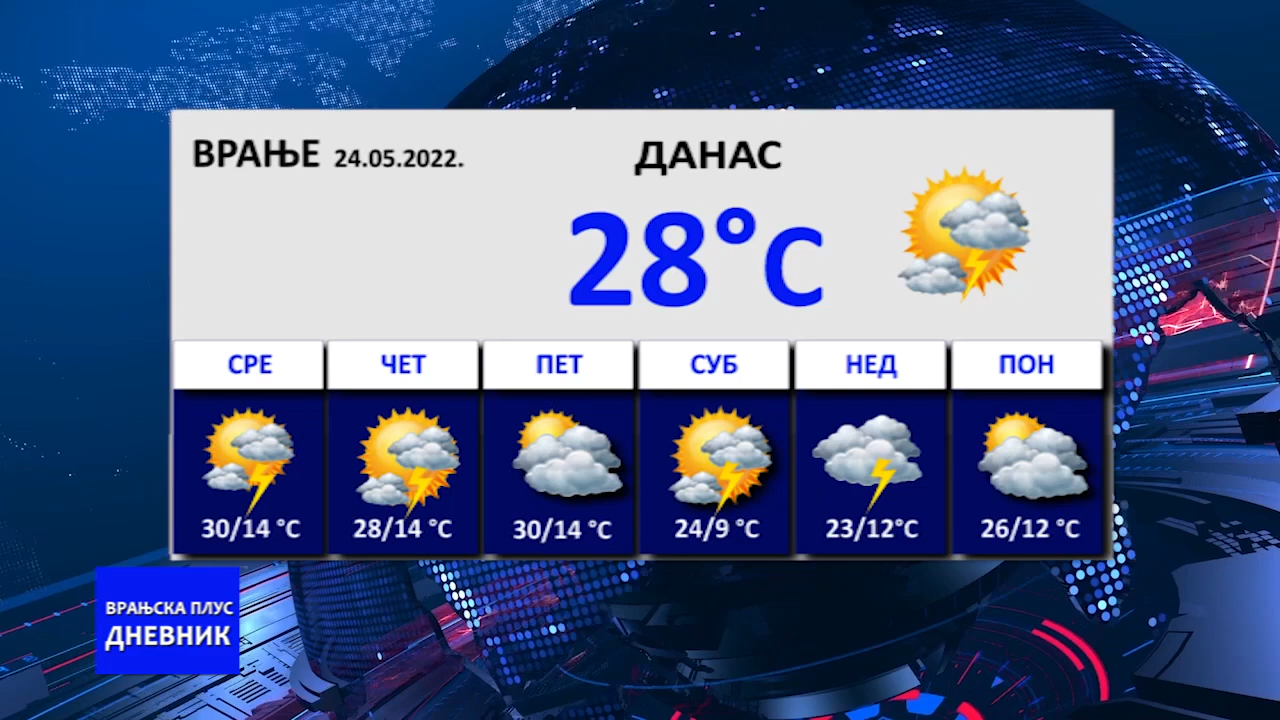 ВРАЊЕ 24.05.2022.
ДАНАС
28°C
СРЕ ЧЕТ ПЕТ СУБ НЕД ПОН
30/14 °C 28/14 °C 30/14 °C 24/9 °C 23/12°C 26/12 °C
ВРАЊСКА ПЛУС
ДНЕВНИК